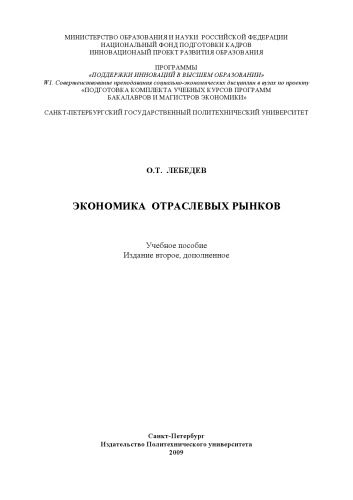 МИНИСТЕРСТВО ОБРАЗОВАНИЯ И НАУКИ РОССИЙСКОЙ ФЕДЕРАЦИИ
НАЦИОНАЛЬНЫЙ ФОНД ПОДГОТОВКИ КАДРОВ
ИННОВАЦИОНАЫЙ ПРОЕКТ РАЗВИТИЯ ОБРАЗОВАНИЯ
ПРОГРАММЫ
«ПОДДЕРЖКИ ИННОВАЦИЙ В ВЫСШЕМ ОБРАЗОВАНИИ»
W1. Совершенствование преподавания социально-экономических дисциплин в вузах по проекту
«ПОДГОТОВКА КОМПЛЕКТА УЧЕБНЫХ КУРСОВ ПРОГРАММ
БАКАЛАВРОВ И МАГИСТРОВ ЭКОНОМИКИ»
САНКТ-ПЕТЕРБУРГСКИЙ ГОСУДАРСТВЕННЫЙ ПОЛИТЕХНИЧЕСКИЙ УНИВЕРСИТЕТ
О.Т. ЛЕБЕДЕВ
ЭКОНОМИКА ОТРАСЛЕВЫХ РЫНКОВ
Учебное пособие
Издание второе, дополненное
Санкт-Петербург
Издательство Политехнического университета
2009